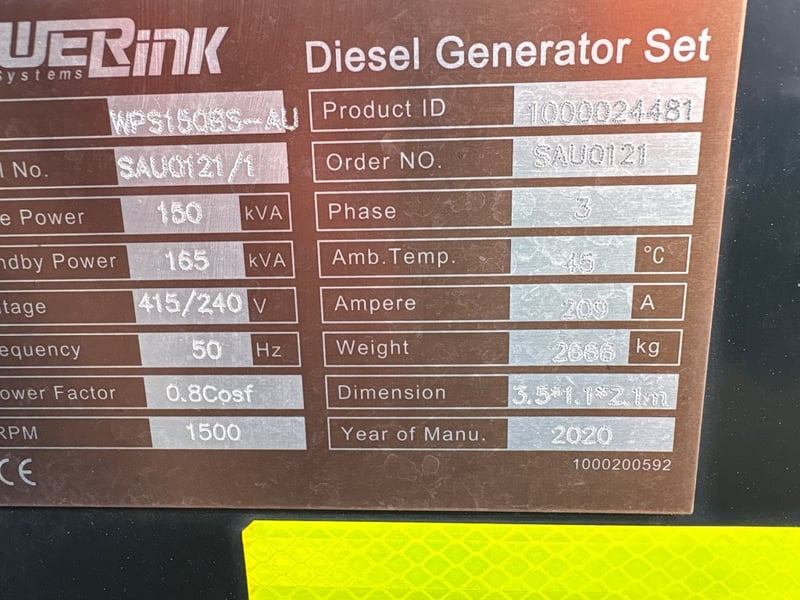 WERink
Systems
Diesel Generator Set
WPS150BS-AU
Product ID 1000024481
l No. SAU0121/1
Order NO. SAU0121
e Power 150 kVA
Phase 3
ndby Power 165 kVA
Amb.Temp. 45 °C
ltage 415/240 V
Ampere 209 A
equency 50 Hz
Weight 2666 kg
ower Factor 0.8Cosf
Dimension 3.5*1.1*2.1m
RPM 1500
Year of Manu. 2020
CE
1000200592